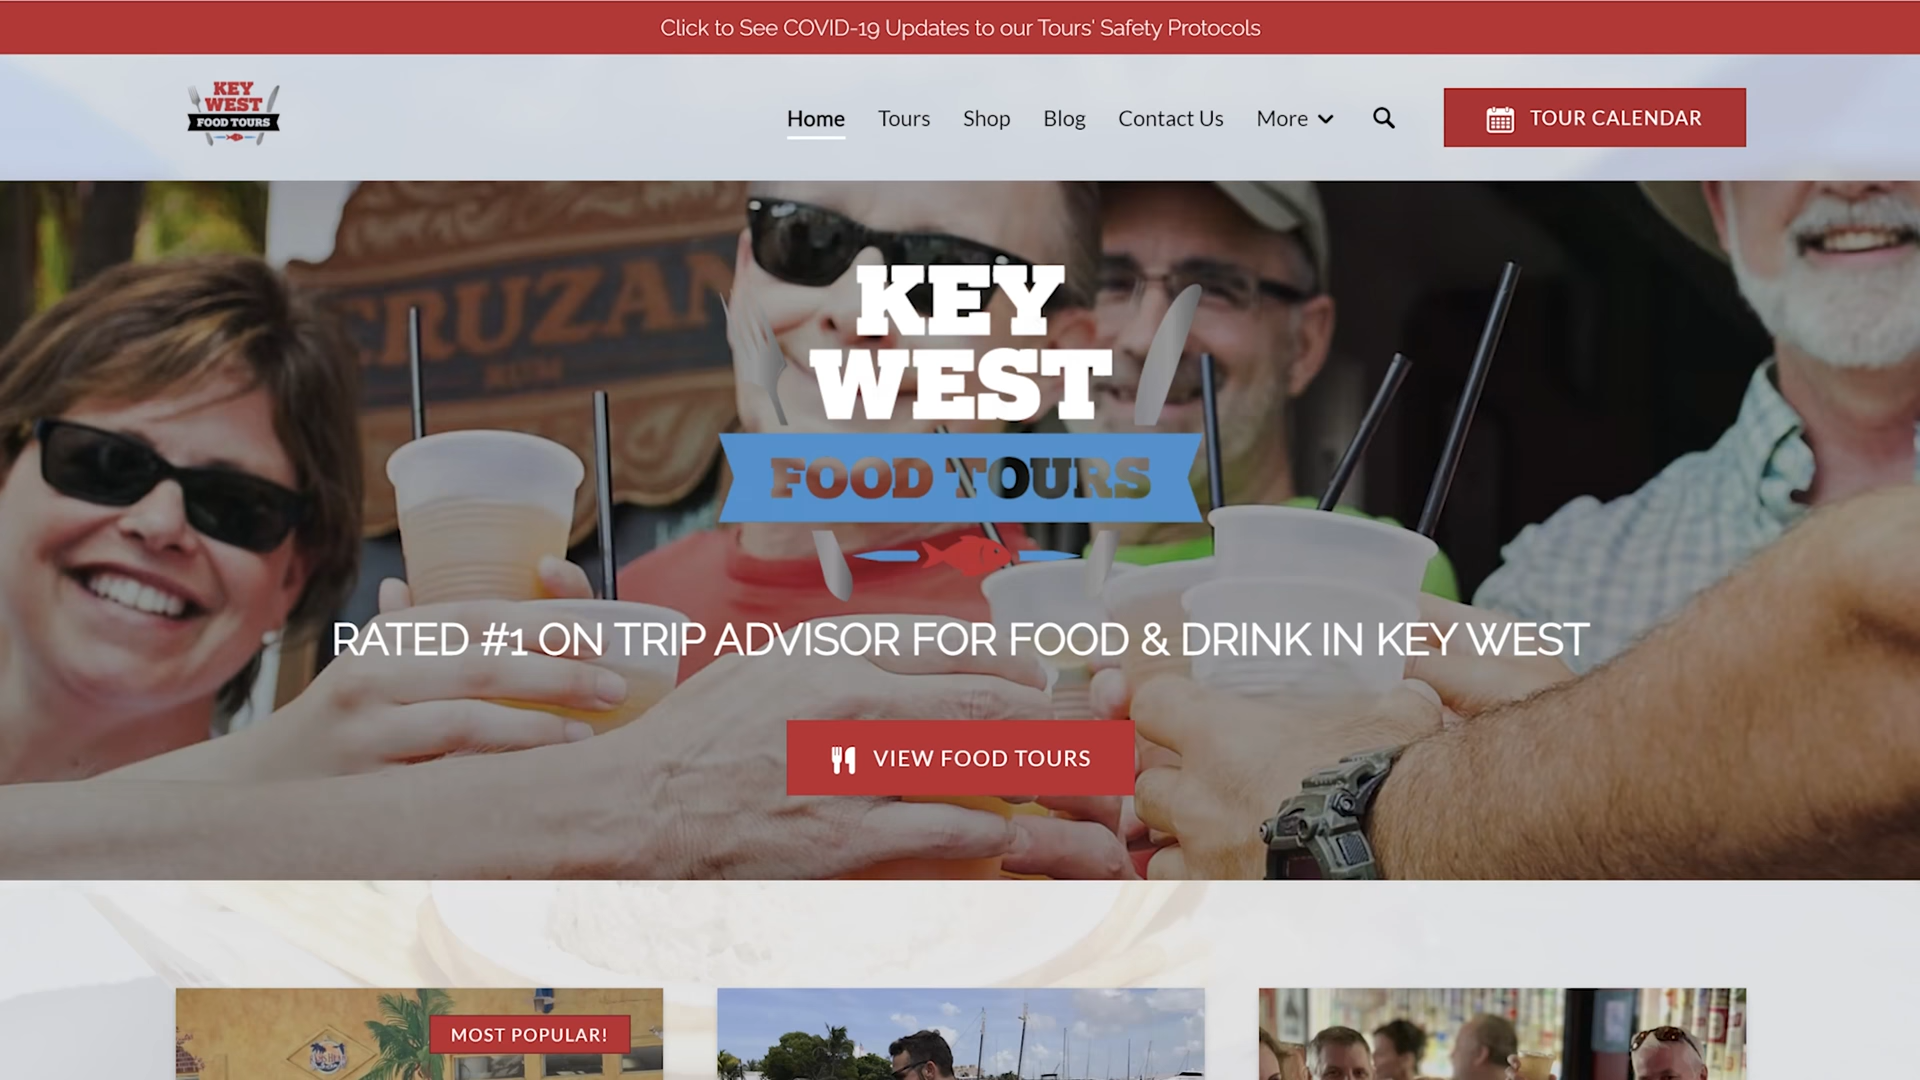 Click to See COVID-19 Updates to our Tours' Safety Protocols
KEY
WEST
FOOD TOURS
Home
Tours
Shop
Blog
Contact Us
More
TOUR CALENDAR
CRUZAN
RUM
KEY
WEST
FOOD TOURS
RATED #1 ON TRIP ADVISOR FOR FOOD & DRINK IN KEY WEST
VIEW FOOD TOURS
MOST POPULAR!